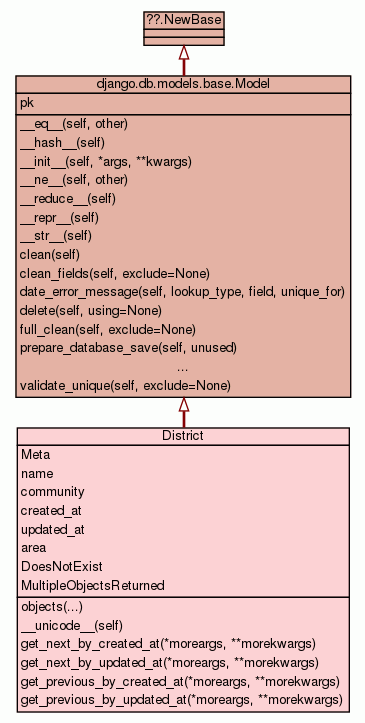 ??.NewBase
django.db.models.base.Model
pk
__eq__(self, other)
__hash__(self)
__init__(self, *args, **kwargs)
__ne__(self, other)
__reduce__(self)
__repr__(self)
__str__(self)
clean(self)
clean_fields(self, exclude=None)
date_error_message(self, lookup_type, field, unique_for)
delete(self, using=None)
full_clean(self, exclude=None)
prepare_database_save(self, unused)
...
validate_unique(self, exclude=None)
District
Meta
name
community
created_at
updated_at
area
DoesNotExist
MultipleObjectsReturned
objects(...)
__unicode__(self)
get_next_by_created_at(*moreargs, **morekwargs)
get_next_by_updated_at(*moreargs, **morekwargs)
get_previous_by_created_at(*moreargs, **morekwargs)
get_previous_by_updated_at(*moreargs, **morekwargs)